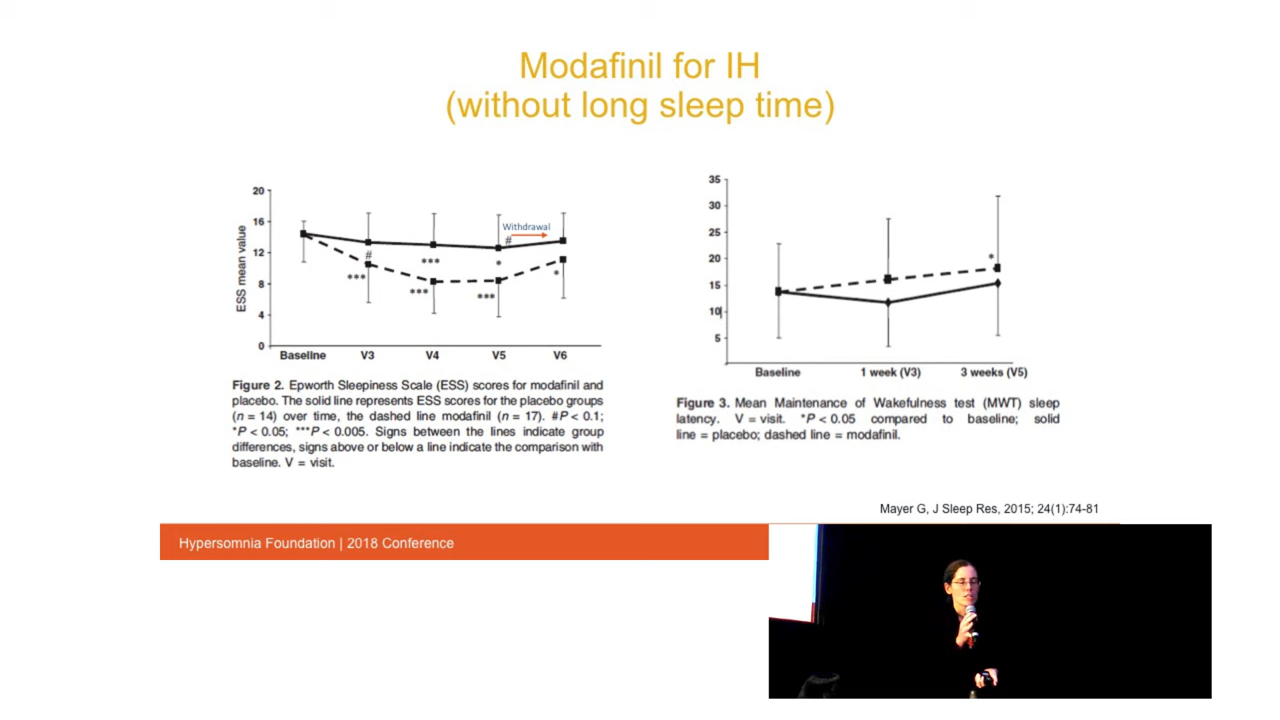 Modafinil for IH
(without long sleep time)
20
16
12
8
4
0
ESS mean value
Withdrawal
#
#
***
*
***
***
***
*
Baseline
V3
V4
V5
V6
Figure 2. Epworth Sleepiness Scale (ESS) scores for modafinil and
placebo. The solid line represents ESS scores for the placebo groups
(n = 14) over time, the dashed line modafinil (n = 17). #P < 0.1;
*P < 0.05; ***P < 0.005. Signs between the lines indicate group
differences, signs above or below a line indicate the comparison with
baseline. V = visit.
35
30
25
20
15
10
5
*
Baseline
1 week (V3)
3 weeks (V5)
Figure 3. Mean Maintenance of Wakefulness test (MWT) sleep
latency. V = visit. *P < 0.05 compared to baseline; solid
line = placebo; dashed line = modafinil.
Mayer G, J Sleep Res, 2015; 24(1):74-81
Hypersomnia Foundation | 2018 Conference